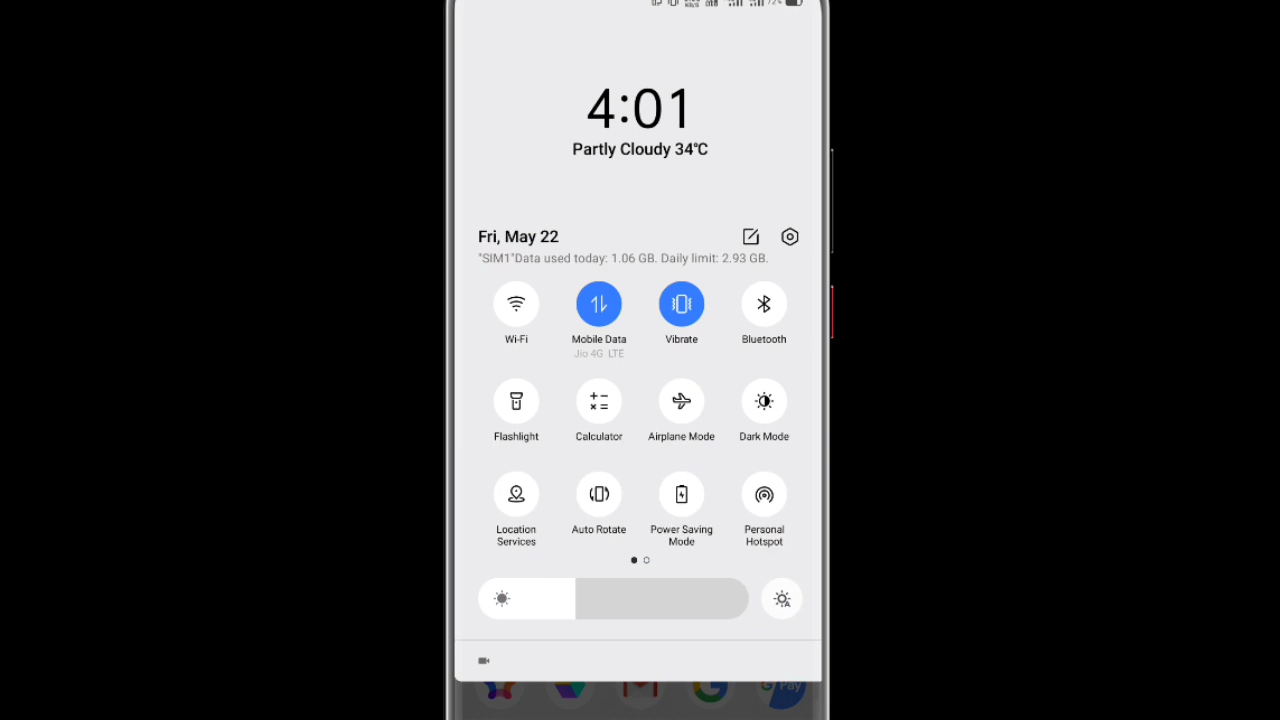 72%
4:01
Partly Cloudy 34°C
Fri, May 22
"SIM1"Data used today: 1.06 GB. Daily limit: 2.93 GB.
Wi-Fi
Mobile Data
Jio 4G LTE
Vibrate
Bluetooth
Flashlight
Calculator
Airplane Mode
Dark Mode
Location
Services
Auto Rotate
Power Saving
Mode
Personal
Hotspot
A
G Pay